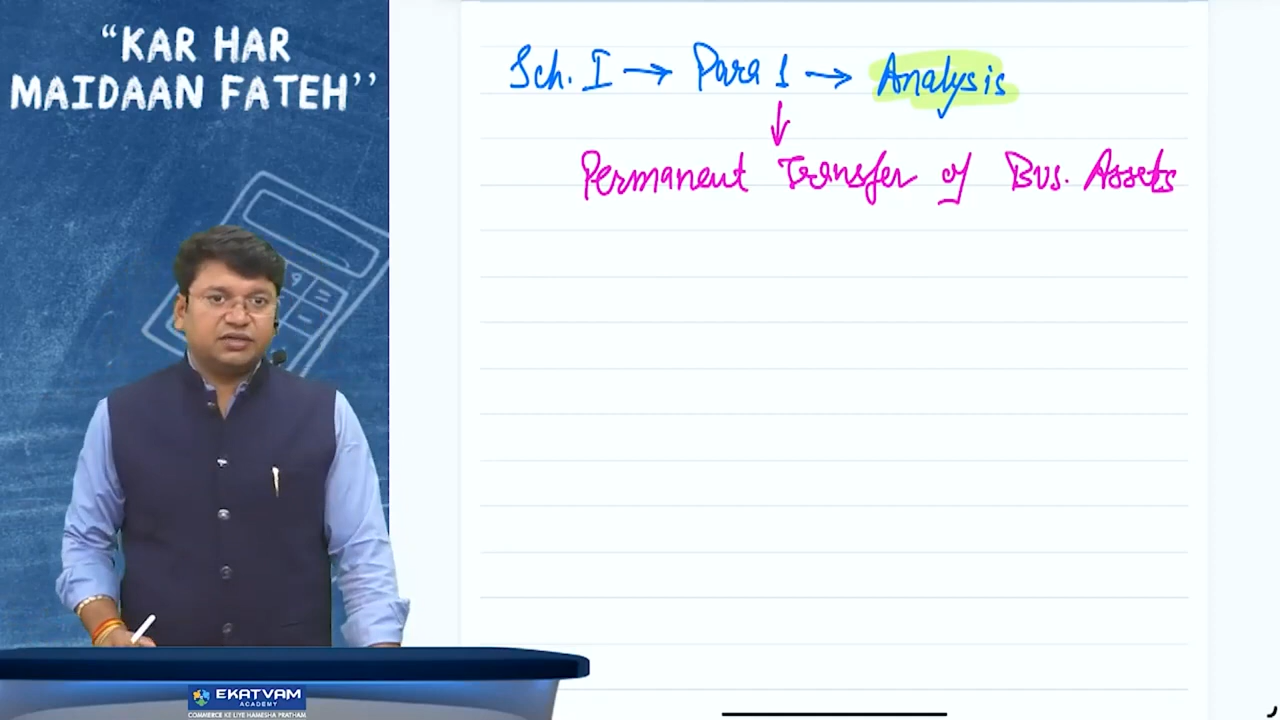 “KAR HAR
MAIDAAN FATEH’’
Sch. I → Para 1 → Analysis
↓
Permanent Transfer of Bus. Assets
EKATVAM
ACADEMY
COMMERCE KE LIYE HAMESHA PRATHAM